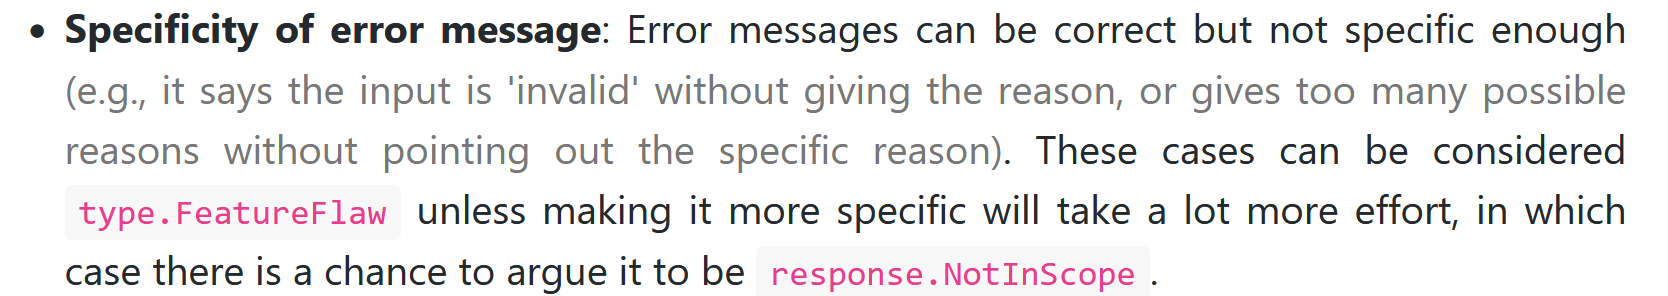 • Specificity of error message: Error messages can be correct but not specific enough
(e.g., it says the input is 'invalid' without giving the reason, or gives too many possible
reasons without pointing out the specific reason). These cases can be considered
type.FeatureFlaw unless making it more specific will take a lot more effort, in which
case there is a chance to argue it to be response.NotInScope.